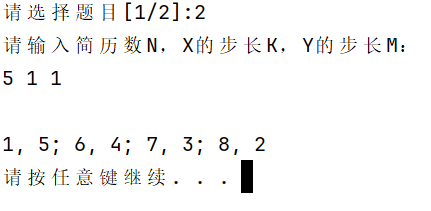 请选择题目[1/2]:2
请输入简历数N，X的步长K，Y的步长M：
5 1 1
1, 5; 6, 4; 7, 3; 8, 2
请按任意键继续. . .